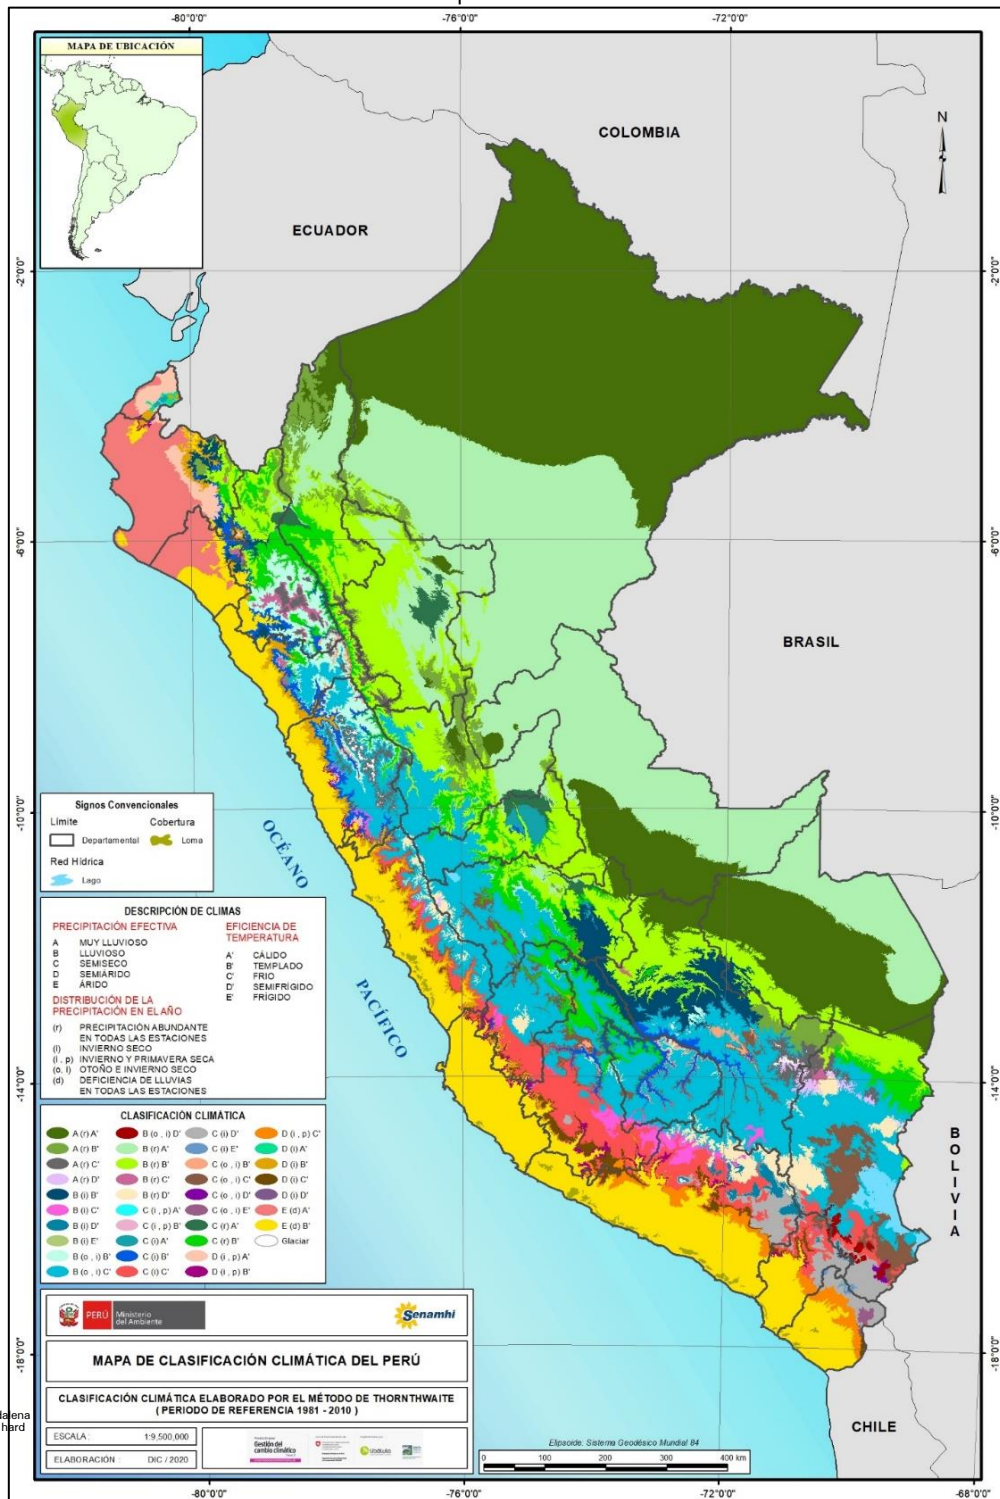 -80°0'0"
-76°0'0"
-72°0'0"
MAPA DE UBICACIÓN
N
COLOMBIA
ECUADOR
-2°0'0"
-2°0'0"
-6°0'0"
-6°0'0"
BRASIL
Signos Convencionales
Límite
Cobertura
Departamental
Loma
Red Hídrica
Lago
-10°0'0"
-10°0'0"
OCÉANO
PACÍFICO
DESCRIPCIÓN DE CLIMAS
PRECIPITACIÓN EFECTIVA
A MUY LLUVIOSO
B LLUVIOSO
C SEMISECO
D SEMIÁRIDO
E ÁRIDO
EFICIENCIA DE
TEMPERATURA
A' CÁLIDO
B' TEMPLADO
C' FRIO
D' SEMIFRÍGIDO
E' FRÍGIDO
DISTRIBUCIÓN DE LA
PRECIPITACIÓN EN EL AÑO
(r) PRECIPITACIÓN ABUNDANTE
EN TODAS LAS ESTACIONES
(i) INVIERNO SECO
(i , p) INVIERNO Y PRIMAVERA SECA
(o, i) OTOÑO E INVIERNO SECO
(d) DEFICIENCIA DE LLUVIAS
EN TODAS LAS ESTACIONES
-14°0'0"
-14°0'0"
CLASIFICACIÓN CLIMÁTICA
A (r) A'
A (r) B'
A (r) C'
A (r) D'
B (i) B'
B (i) C'
B (i) D'
B (i) E'
B (o , i) B'
B (o , i) C'
B (o , i) D'
B (r) A'
B (r) B'
B (r) C'
B (r) D'
C (i , p) A'
C (i , p) B'
C (i) A'
C (i) B'
C (i) C'
C (i) D'
C (i) E'
C (o , i) B'
C (o , i) C'
C (o , i) D'
C (o , i) E'
C (r) A'
C (r) B'
D (i , p) A'
D (i , p) B'
D (i , p) C'
D (i) A'
D (i) B'
D (i) C'
D (i) D'
E (d) A'
E (d) B'
Glaciar
BOLIVIA
PERÚ
Ministerio
del Ambiente
Senamhi
MAPA DE CLASIFICACIÓN CLIMÁTICA DEL PERÚ
CLASIFICACIÓN CLIMÁTICA ELABORADO POR EL MÉTODO DE THORNTHWAITE
( PERIODO DE REFERENCIA 1981 - 2010 )
ESCALA : 1:9,500,000
ELABORACIÓN : DIC / 2020
Gestión del
cambio climático
Libélula
-18°0'0"
-18°0'0"
CHILE
Elipsoide: Sistema Geodésico Mundial 84
0 100 200 300 400 km
-80°0'0"
-76°0'0"
-72°0'0"
-68°0'0"
hard